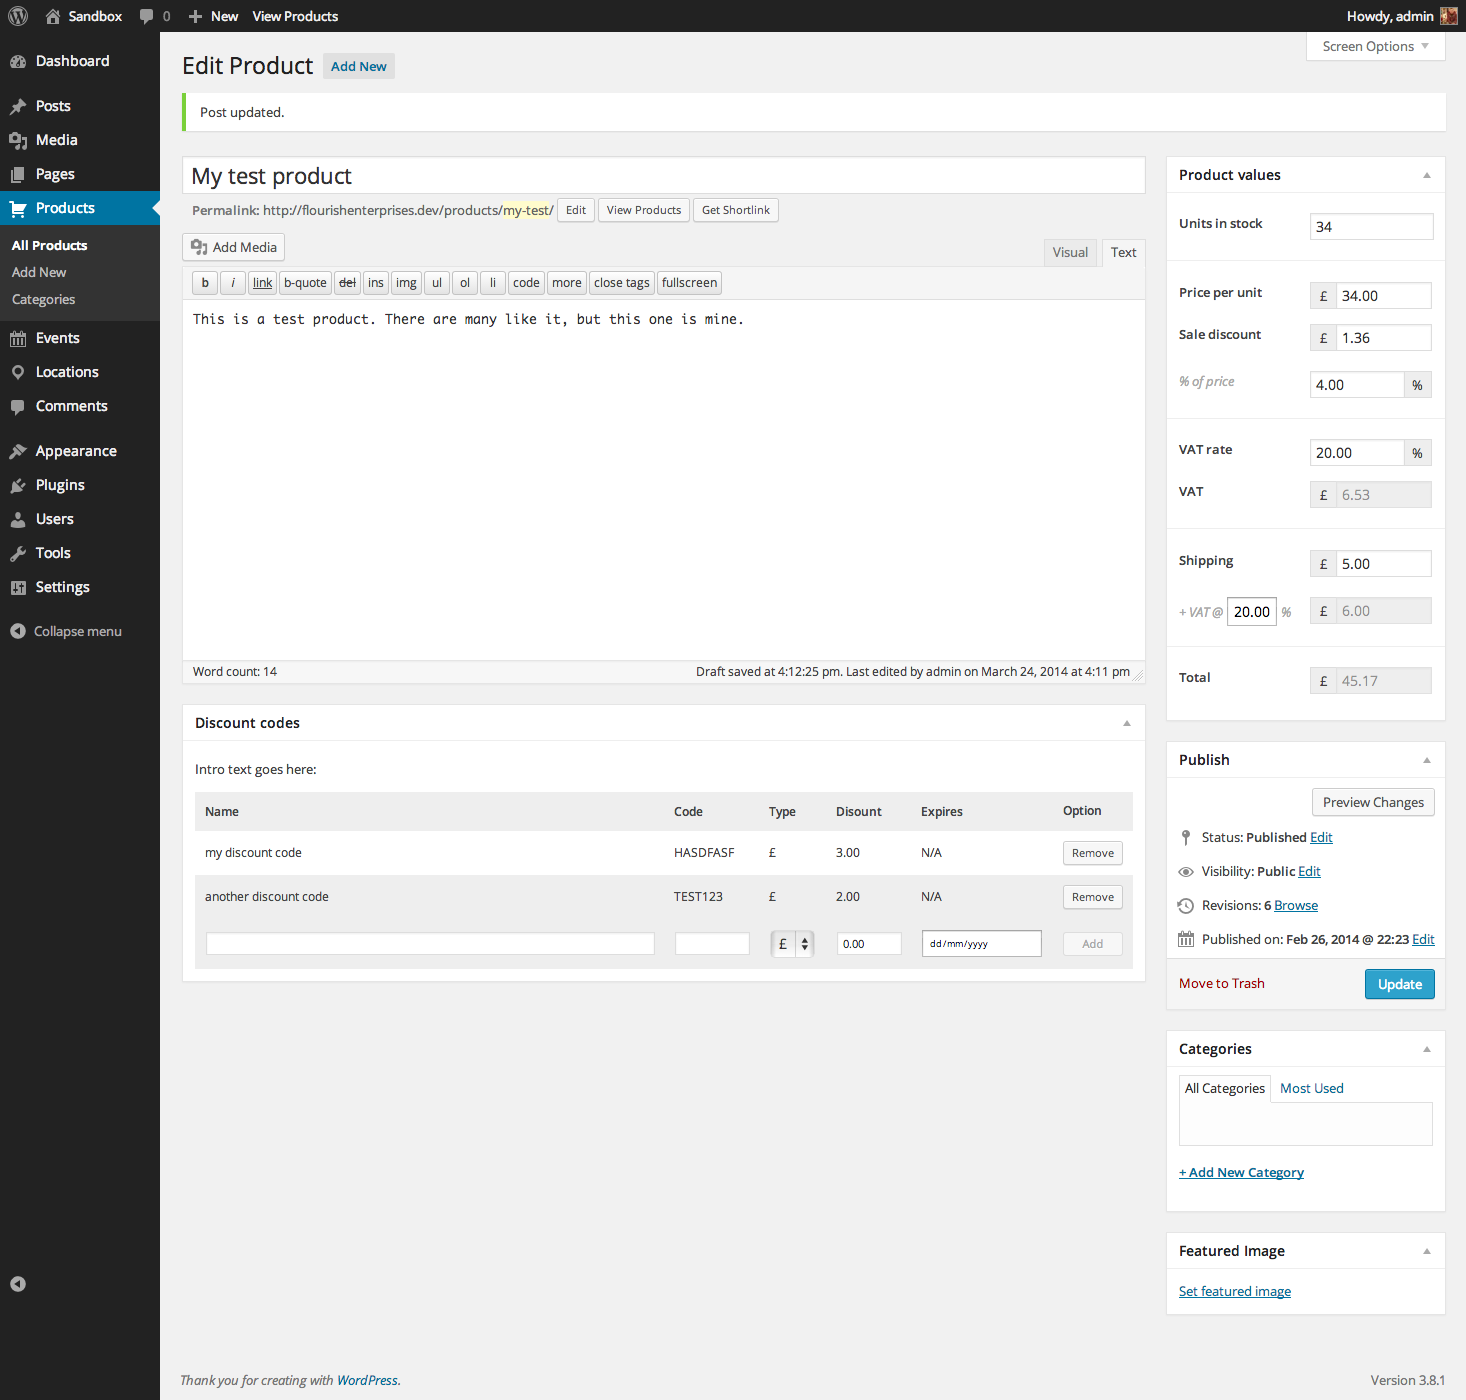 Sandbox 0 New View Products Howdy, admin
Screen Options
Dashboard
Posts
Media
Pages
Products
All Products
Add New
Categories
Events
Locations
Comments
Appearance
Plugins
Users
Tools
Settings
Collapse menu
Edit Product Add New
Post updated.
My test product
Permalink: http://flourishenterprises.dev/products/my-test/ Edit View Products Get Shortlink
Add Media Visual Text
b i link b-quote del ins img ul ol li code more close tags fullscreen
This is a test product. There are many like it, but this one is mine.
Word count: 14 Draft saved at 4:12:25 pm. Last edited by admin on March 24, 2014 at 4:11 pm
Discount codes
Intro text goes here:
Name Code Type Disount Expires Option
my discount code HASDFASF £ 3.00 N/A Remove
another discount code TEST123 £ 2.00 N/A Remove
£ 0.00 dd/mm/yyyy Add
Product values
Units in stock 34
Price per unit £ 34.00
Sale discount £ 1.36
% of price 4.00 %
VAT rate 20.00 %
VAT £ 6.53
Shipping £ 5.00
+ VAT @ 20.00 % £ 6.00
Total £ 45.17
Publish
Preview Changes
Status: Published Edit
Visibility: Public Edit
Revisions: 6 Browse
Published on: Feb 26, 2014 @ 22:23 Edit
Move to Trash Update
Categories
All Categories Most Used
+ Add New Category
Featured Image
Set featured image
Thank you for creating with WordPress. Version 3.8.1